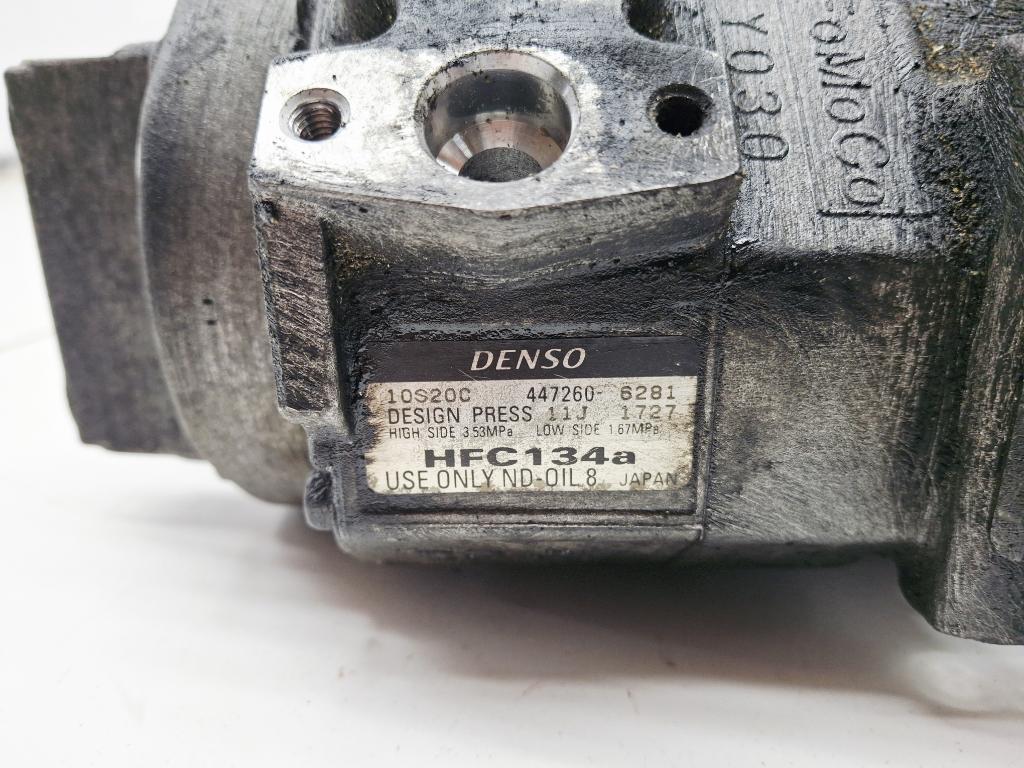 Y030
FoMoCo
DENSO
10S20C 447260- 6281
DESIGN PRESS 11J 1727
HIGH SIDE 3.53MPa LOW SIDE 1.67MPa
HFC134a
USE ONLY ND-OIL 8 JAPAN